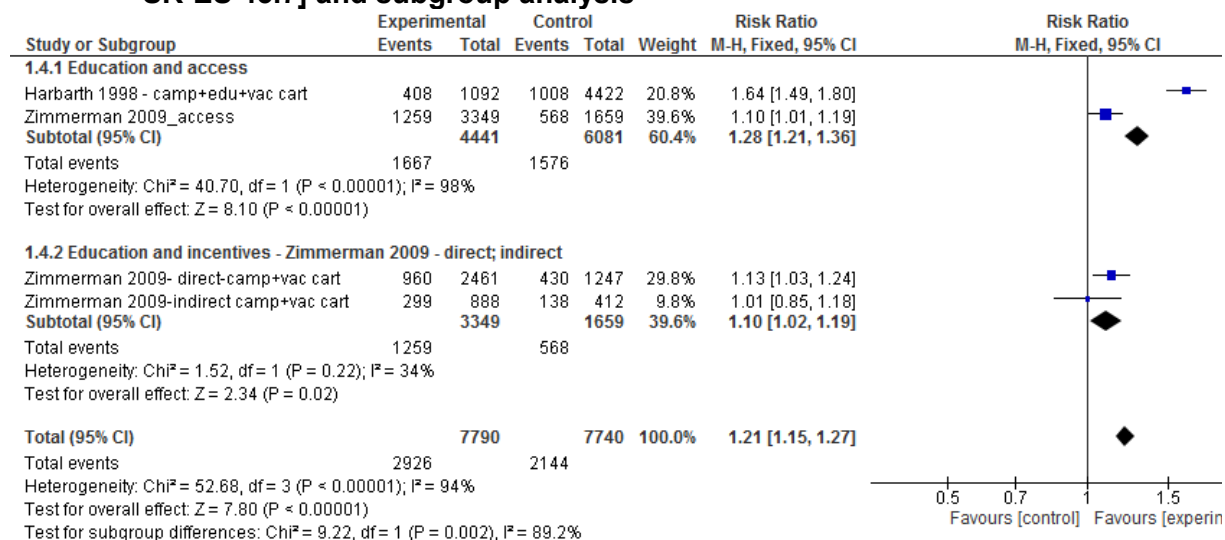 and subgroup analysis
Experimental Control Risk Ratio Risk Ratio
Study or Subgroup Events Total Events Total Weight M-H, Fixed, 95% CI M-H, Fixed, 95% CI
1.4.1 Education and access
Harbarth 1998 - camp+edu+vac cart 408 1092 1008 4422 20.8% 1.64 [1.49, 1.80]
Zimmerman 2009_access 1259 3349 568 1659 39.6% 1.10 [1.01, 1.19]
Subtotal (95% CI) 4441 6081 60.4% 1.28 [1.21, 1.36]
Total events 1667 1576
Heterogeneity: Chi² = 40.70, df = 1 (P < 0.00001); I² = 98%
Test for overall effect: Z = 8.10 (P < 0.00001)
1.4.2 Education and incentives - Zimmerman 2009 - direct; indirect
Zimmerman 2009- direct-camp+vac cart 960 2461 430 1247 29.8% 1.13 [1.03, 1.24]
Zimmerman 2009-indirect camp+vac cart 299 888 138 412 9.8% 1.01 [0.85, 1.18]
Subtotal (95% CI) 3349 1659 39.6% 1.10 [1.02, 1.19]
Total events 1259 568
Heterogeneity: Chi² = 1.52, df = 1 (P = 0.22); I² = 34%
Test for overall effect: Z = 2.34 (P = 0.02)
Total (95% CI) 7790 7740 100.0% 1.21 [1.15, 1.27]
Total events 2926 2144
Heterogeneity: Chi² = 52.68, df = 3 (P < 0.00001); I² = 94%
Test for overall effect: Z = 7.80 (P < 0.00001)
Test for subgroup differences: Chi² = 9.22, df = 1 (P = 0.002), I² = 89.2%
0.5 0.7 1 1.5
Favours [control] Favours [experin